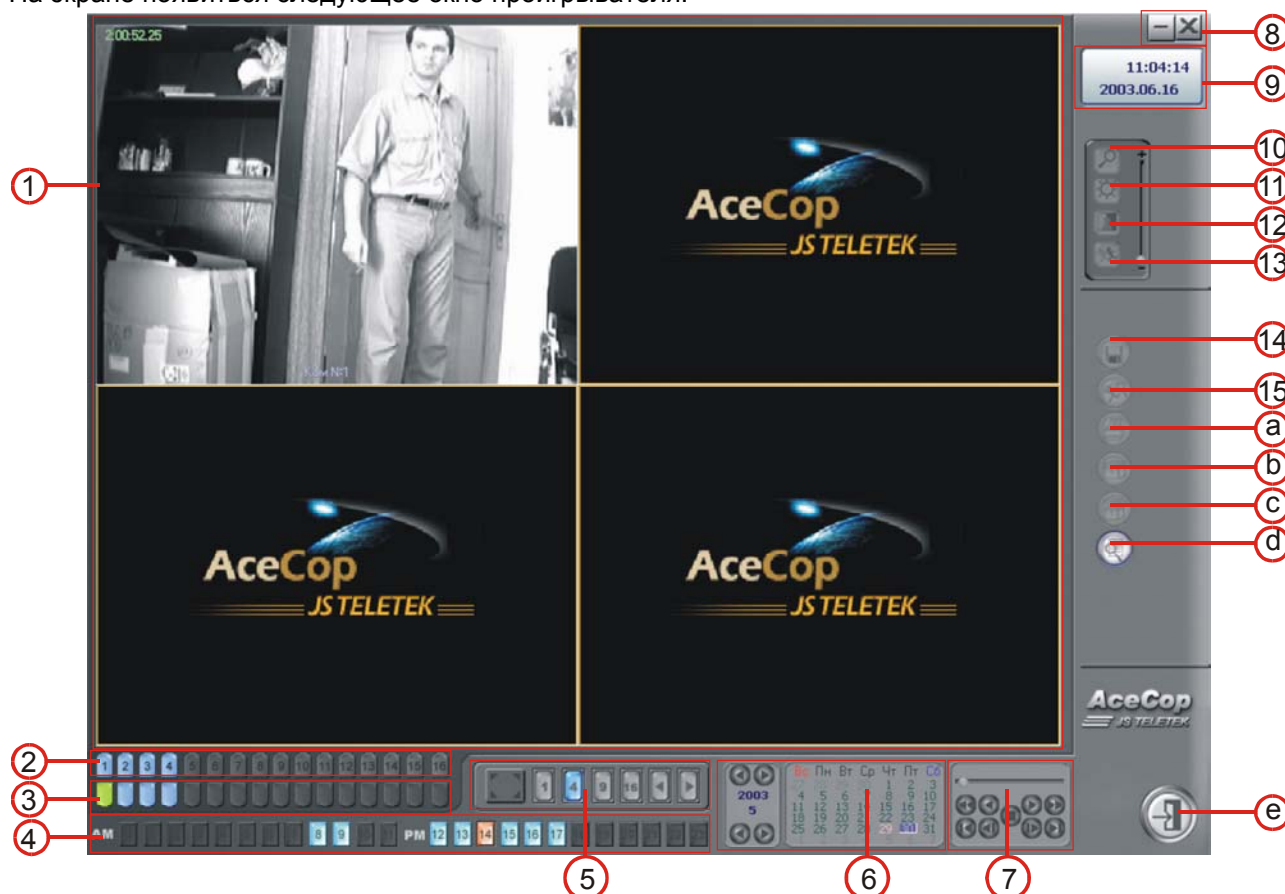 На экране появиться следующее окно проигрывателя.
2:00:52.25
Кам №1
AceCop
JS TELETEK
AceCop
JS TELETEK
AceCop
JS TELETEK
11:04:14
2003.06.16
+
-
AceCop
JS TELETEK
1 2 3 4 5 6 7 8 9 10 11 12 13 14 15 16
1 4 9 16
AM 8 9 PM 12 13 14 15 16 17
2003
5
Вс Пн Вт Ср Чт Пт Сб
1 2 3
4 5 6 7 8 9 10
11 12 13 14 15 16 17
18 19 20 21 22 23 24
25 26 27 28 29 30 31
1
2
3
4
5
6
7
8
9
10
11
12
13
14
15
a
b
c
d
e